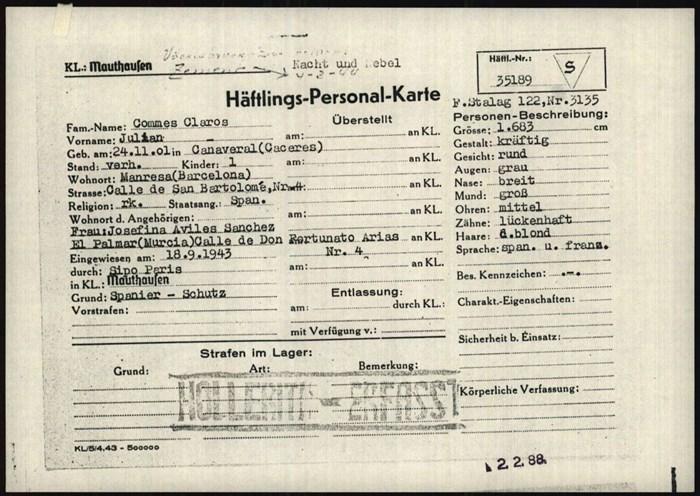 KL.: Mauthausen
Nacht und Nebel
Häftl.-Nr.:
35189
S
Häftlings-Personal-Karte
F.Stalag 122,Nr.3135
Fam.-Name: Commes Claros
Vorname: Julian -
Geb. am: 24.11.01 in Canaveral(Caceres)
Stand: verh. Kinder: 1
Wohnort: Manresa(Barcelona)
Strasse: Calle de San Bartolomé,Nr.4
Religion: rk. Staatsang.: Span.
Wohnort d. Angehörigen:
Frau:Josefina Aviles Sanchez
El Palmar(Murcia)Calle de Don Fortunato Arias
Nr. 4
Eingewiesen am: 18.9.1943
durch: Sipo Paris
in KL.: Mauthausen
Grund: Spanier - Schutz
Vorstrafen:
Überstellt
am: an KL.
am: an KL.
am: an KL.
am: an KL.
am: an KL.
am: an KL.
Entlassung:
am: durch KL.:
mit Verfügung v.:
Personen-Beschreibung:
Grösse: 1.683 cm
Gestalt: kräftig
Gesicht: rund
Augen: grau
Nase: breit
Mund: groß
Ohren: mittel
Zähne: lückenhaft
Haare: d.blond
Sprache: span. u. franz.
Bes. Kennzeichen: -.-
Charakt.-Eigenschaften:
Sicherheit b. Einsatz:
Körperliche Verfassung:
Strafen im Lager:
Grund: Art: Bemerkung:
HOLLERITH - ERFASST
KL/5/4.43 - 500000
2.2.88.